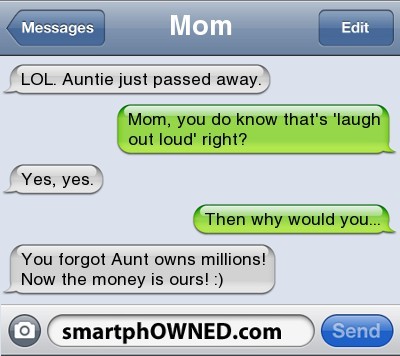 Messages
Mom
Edit
LOL. Auntie just passed away.
Mom, you do know that's 'laugh
out loud' right?
Yes, yes.
Then why would you...
You forgot Aunt owns millions!
Now the money is ours! :)
smartphOWNED.com
Send